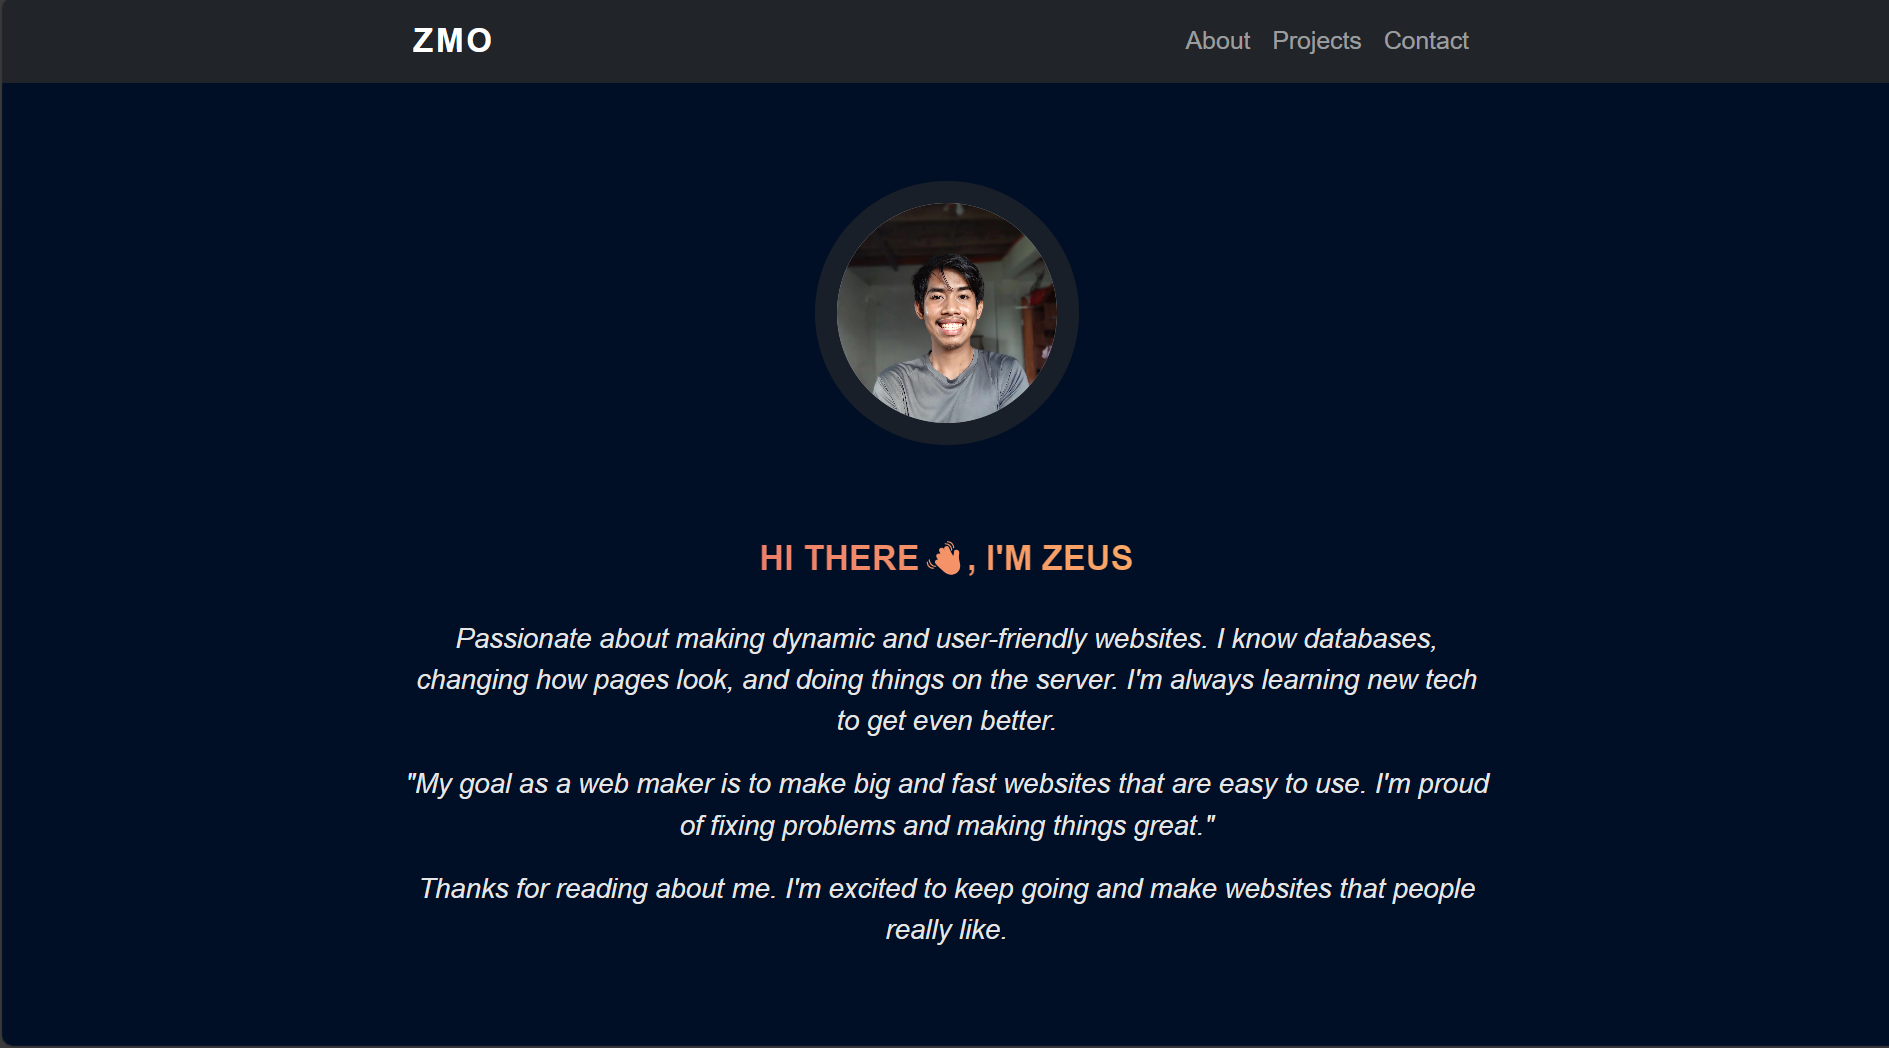 ZMO
About Projects Contact
HI THERE 👋, I'M ZEUS
Passionate about making dynamic and user-friendly websites. I know databases,
changing how pages look, and doing things on the server. I'm always learning new tech
to get even better.
"My goal as a web maker is to make big and fast websites that are easy to use. I'm proud
of fixing problems and making things great."
Thanks for reading about me. I'm excited to keep going and make websites that people
really like.